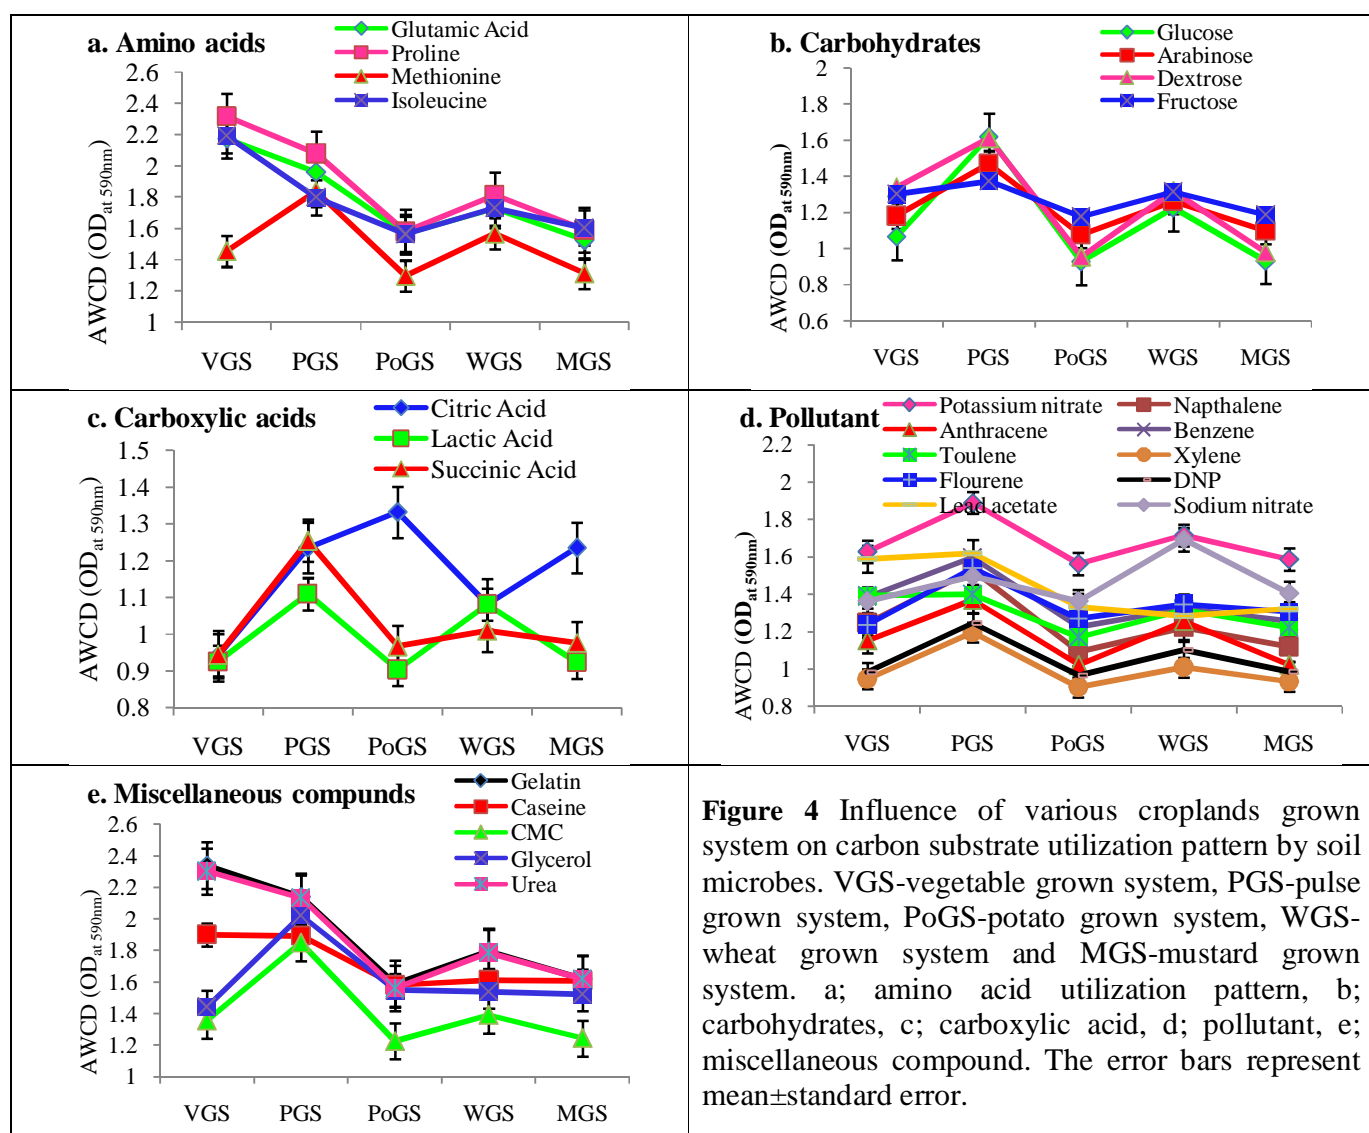 a. Amino acids
Glutamic Acid
Proline
Methionine
Isoleucine
AWCD (OD at 590nm)
2.6
2.4
2.2
2
1.8
1.6
1.4
1.2
1
VGS PGS PoGS WGS MGS
b. Carbohydrates
Glucose
Arabinose
Dextrose
Fructose
AWCD (OD at 590nm)
2
1.8
1.6
1.4
1.2
1
0.8
0.6
VGS PGS PoGS WGS MGS
c. Carboxylic acids
Citric Acid
Lactic Acid
Succinic Acid
AWCD (OD at 590nm)
1.5
1.4
1.3
1.2
1.1
1
0.9
0.8
VGS PGS PoGS WGS MGS
d. Pollutant
Potassium nitrate Napthalene
Anthracene Benzene
Toulene Xylene
Flourene DNP
Lead acetate Sodium nitrate
AWCD (OD at 590nm)
2.2
2
1.8
1.6
1.4
1.2
1
0.8
VGS PGS PoGS WGS MGS
e. Miscellaneous compunds
Gelatin
Caseine
CMC
Glycerol
Urea
AWCD (OD at 590nm)
2.6
2.4
2.2
2
1.8
1.6
1.4
1.2
1
VGS PGS PoGS WGS MGS
Figure 4 Influence of various croplands grown
system on carbon substrate utilization pattern by soil
microbes. VGS-vegetable grown system, PGS-pulse
grown system, PoGS-potato grown system, WGS-
wheat grown system and MGS-mustard grown
system. a; amino acid utilization pattern, b;
carbohydrates, c; carboxylic acid, d; pollutant, e;
miscellaneous compound. The error bars represent
mean±standard error.